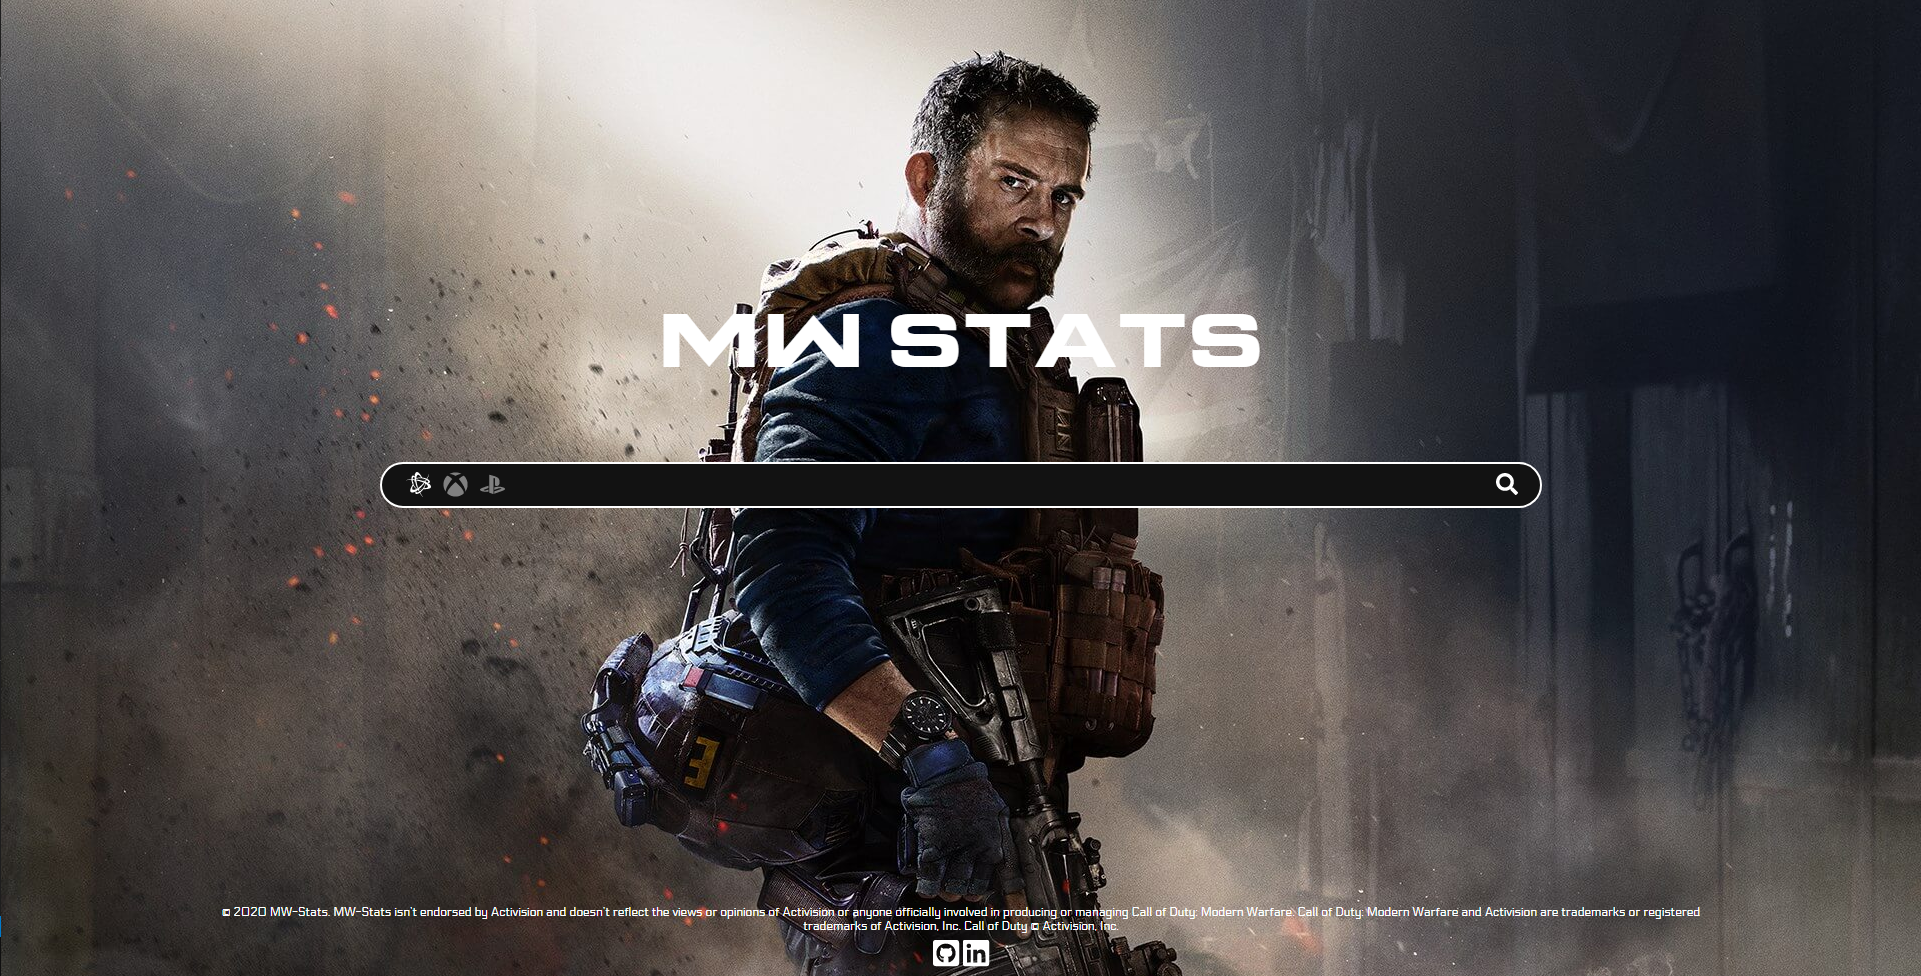 MW STATS
3
© 2020 MW-Stats. MW-Stats isn't endorsed by Activision and doesn't reflect the views or opinions of Activision or anyone officially involved in producing or managing Call of Duty: Modern Warfare. Call of Duty: Modern Warfare and Activision are trademarks or registered
trademarks of Activision, Inc. Call of Duty © Activision, Inc.
in